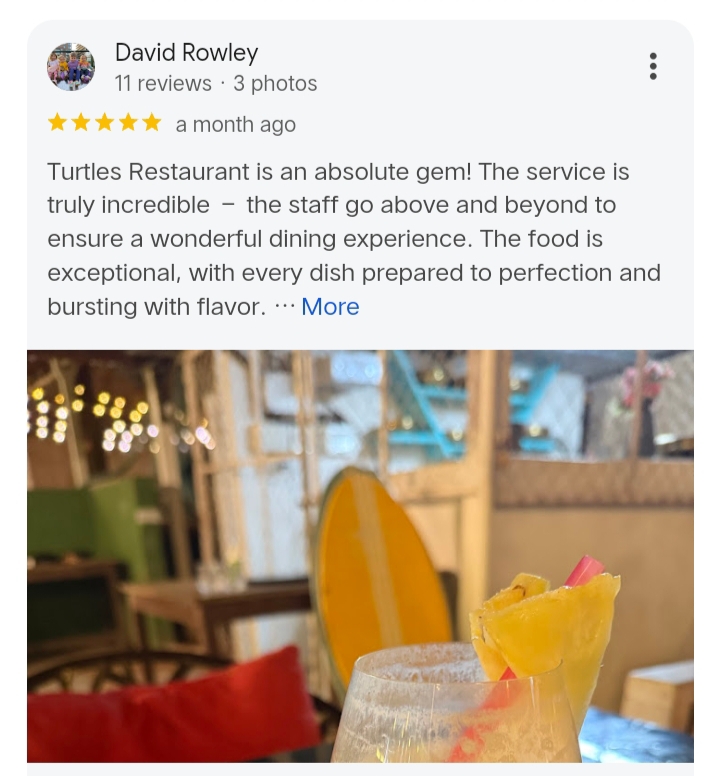 David Rowley
11 reviews · 3 photos
a month ago
Turtles Restaurant is an absolute gem! The service is
truly incredible – the staff go above and beyond to
ensure a wonderful dining experience. The food is
exceptional, with every dish prepared to perfection and
bursting with flavor. ··· More